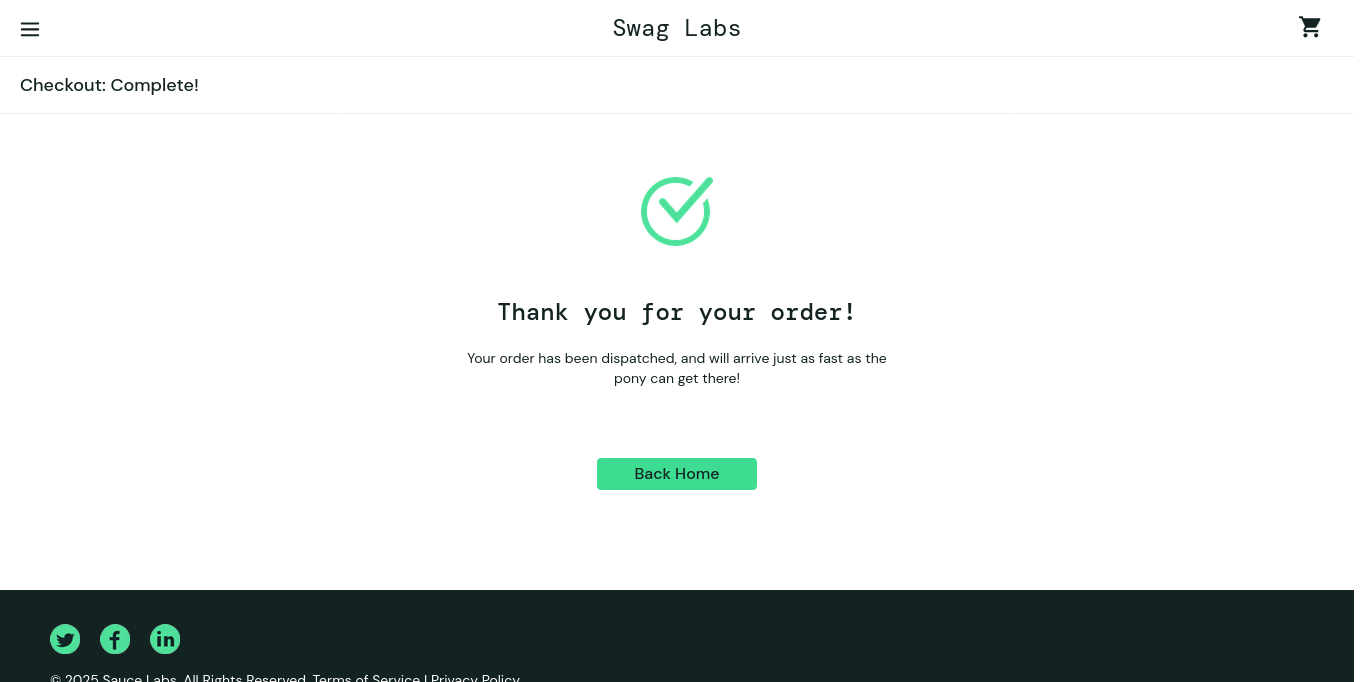 Swag Labs
Checkout: Complete!
Thank you for your order!
Your order has been dispatched, and will arrive just as fast as the
pony can get there!
Back Home
© 2025 Sauce Labs. All Rights Reserved. Terms of Service | Privacy Policy